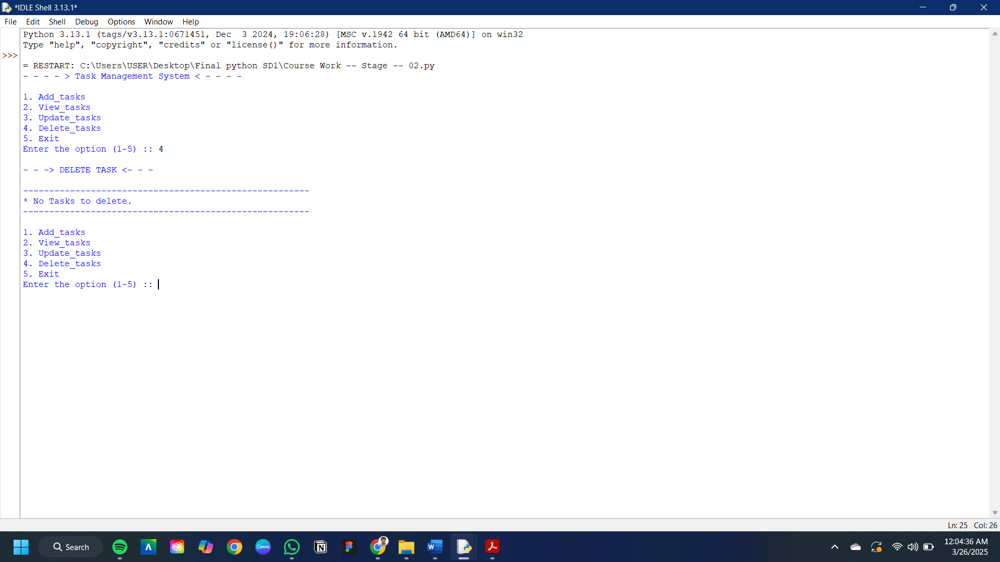 *IDLE Shell 3.13.1*
File Edit Shell Debug Options Window Help
Python 3.13.1 (tags/v3.13.1:0671451, Dec  3 2024, 19:06:28) [MSC v.1942 64 bit (AMD64)] on win32
Type "help", "copyright", "credits" or "license()" for more information.
>>>
= RESTART: C:\Users\USER\Desktop\Final python SD1\Course Work -- Stage -- 02.py
- - - - > Task Management System < - - - -
1. Add_tasks
2. View_tasks
3. Update_tasks
4. Delete_tasks
5. Exit
Enter the option (1-5) :: 4
- - -> DELETE TASK <- - -
-------------------------------------------------------
* No Tasks to delete.
-------------------------------------------------------
1. Add_tasks
2. View_tasks
3. Update_tasks
4. Delete_tasks
5. Exit
Enter the option (1-5) ::
Ln: 25 Col: 26
Search
Canva
12:04:36 AM
3/26/2025